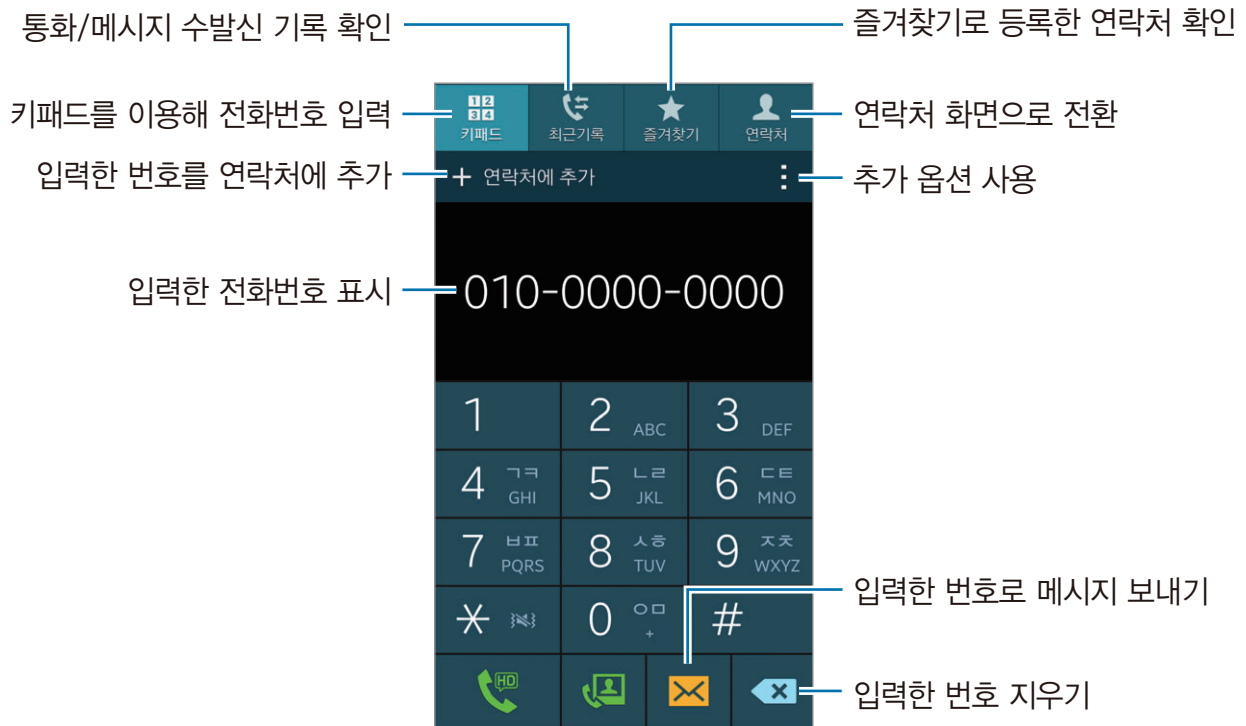 통화/메시지 수발신 기록 확인
즐겨찾기로 등록한 연락처 확인
키패드를 이용해 전화번호 입력
1 2
3 4
키패드
최근기록
즐겨찾기
연락처
연락처 화면으로 전환
입력한 번호를 연락처에 추가
+ 연락처에 추가
추가 옵션 사용
입력한 전화번호 표시
010-0000-0000
1
2 ABC
3 DEF
4 ㄱㅋ GHI
5 ㄴㄹ JKL
6 ㄷㅌ MNO
7 ㅂㅍ PQRS
8 ㅅㅎ TUV
9 ㅈㅊ WXYZ
입력한 번호로 메시지 보내기
*
0 ㅇㅁ +
#
HD
입력한 번호 지우기